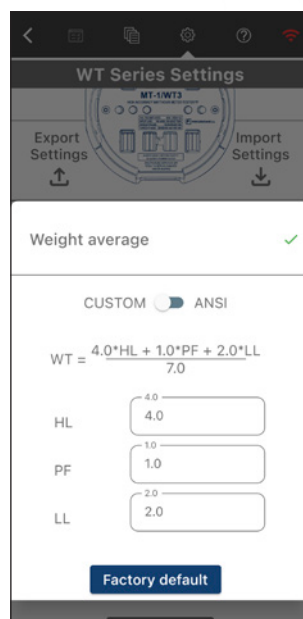 WT Series Settings
MT-1/WT3
Export
Settings
Import
Settings
Weight average
CUSTOM
ANSI
WT = 4.0*HL + 1.0*PF + 2.0*LL
7.0
HL
4.0
4.0
PF
1.0
1.0
LL
2.0
2.0
Factory default